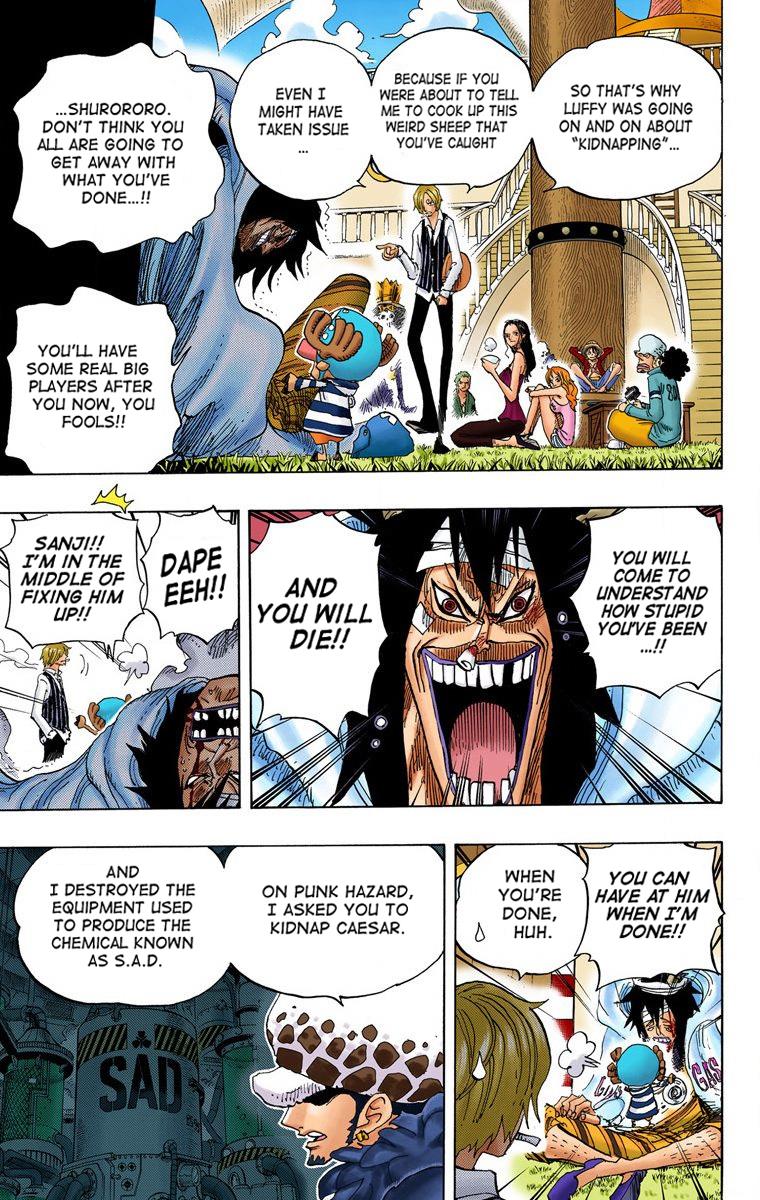 SO THAT'S WHY
LUFFY WAS GOING
ON AND ON ABOUT
"KIDNAPPING"...
BECAUSE IF YOU
WERE ABOUT TO TELL
ME TO COOK UP THIS
WEIRD SHEEP THAT
YOU'VE CAUGHT
EVEN I
MIGHT HAVE
TAKEN ISSUE
...
...SHURORORO.
DON'T THINK YOU
ALL ARE GOING TO
GET AWAY WITH
WHAT YOU'VE
DONE...!!
YOU'LL HAVE
SOME REAL BIG
PLAYERS AFTER
YOU NOW, YOU
FOOLS!!
YOU WILL
COME TO
UNDERSTAND
HOW STUPID
YOU'VE BEEN
...!!
AND
YOU WILL
DIE!!
DAPE
EEH!!
SANJI!!
I'M IN THE
MIDDLE OF
FIXING HIM
UP!!
YOU CAN
HAVE AT HIM
WHEN I'M
DONE!!
WHEN
YOU'RE
DONE,
HUH.
ON PUNK HAZARD,
I ASKED YOU TO
KIDNAP CAESAR.
AND
I DESTROYED THE
EQUIPMENT USED
TO PRODUCE THE
CHEMICAL KNOWN
AS S.A.D.
SAD